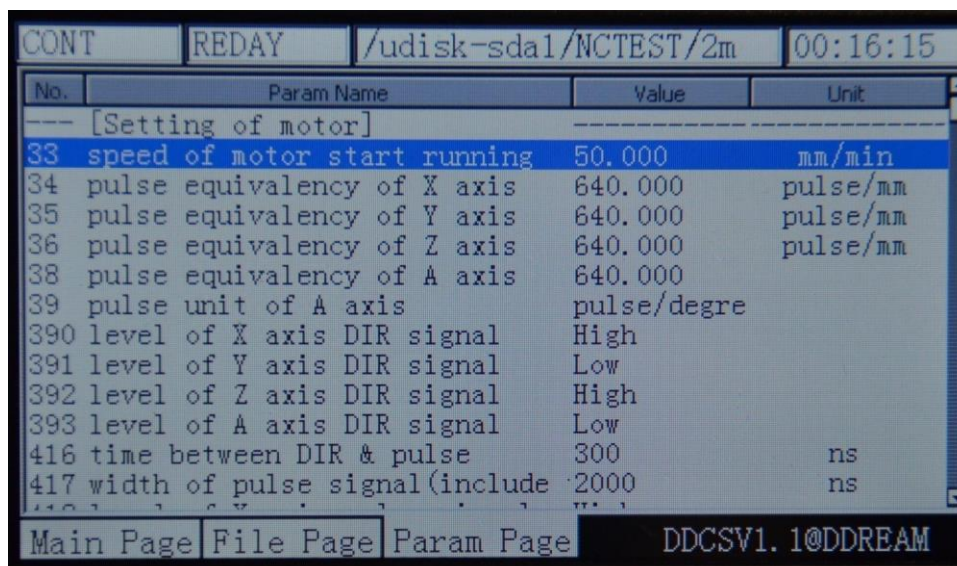 CONT REDAY /udisk-sda1/NCTEST/2m 00:16:15
No. Param Name Value Unit
--- [Setting of motor] ----------- -------------
33 speed of motor start running 50.000 mm/min
34 pulse equivalency of X axis 640.000 pulse/mm
35 pulse equivalency of Y axis 640.000 pulse/mm
36 pulse equivalency of Z axis 640.000 pulse/mm
38 pulse equivalency of A axis 640.000
39 pulse unit of A axis pulse/degre
390 level of X axis DIR signal High
391 level of Y axis DIR signal Low
392 level of Z axis DIR signal High
393 level of A axis DIR signal Low
416 time between DIR & pulse 300 ns
417 width of pulse signal(include 2000 ns
Main Page File Page Param Page DDCSV1.1@DDREAM